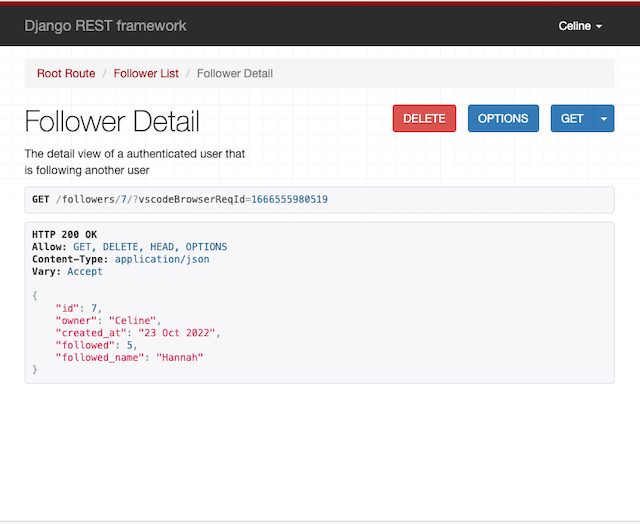 Django REST framework
Celine
Root Route / Follower List / Follower Detail
Follower Detail
DELETE
OPTIONS
GET
The detail view of a authenticated user that
is following another user
GET /followers/7/?vscodeBrowserReqId=1666555980519
HTTP 200 OK
Allow: GET, DELETE, HEAD, OPTIONS
Content-Type: application/json
Vary: Accept
{
    "id": 7,
    "owner": "Celine",
    "created_at": "23 Oct 2022",
    "followed": 5,
    "followed_name": "Hannah"
}